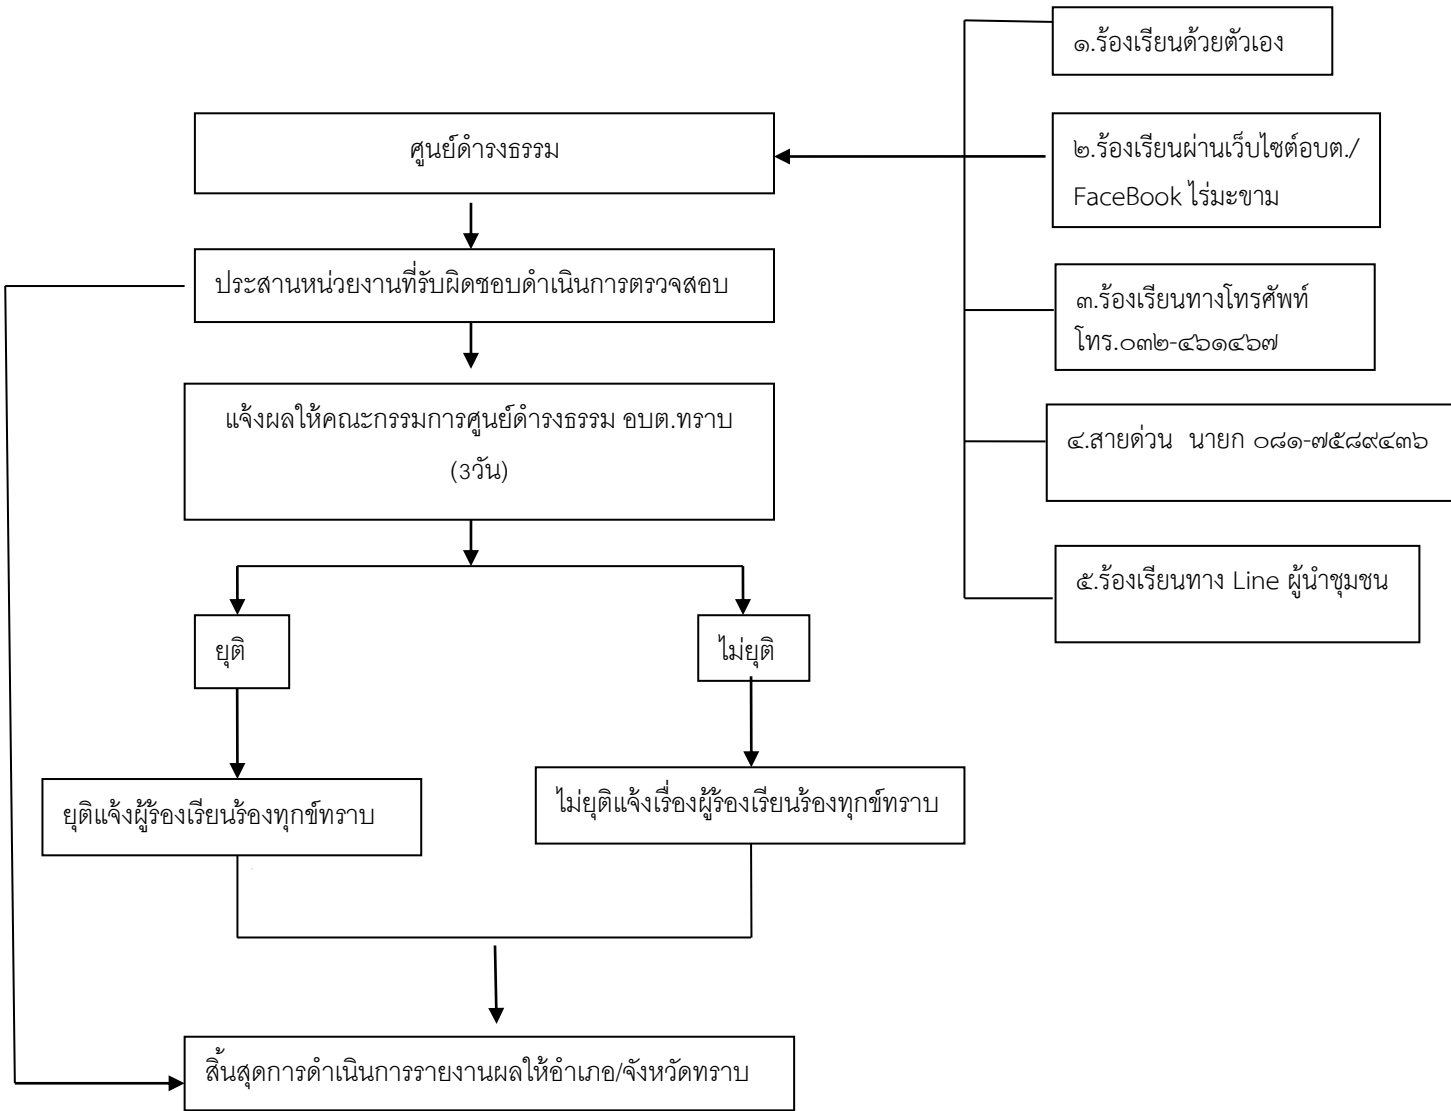 ๑.ร้องเรียนด้วยตัวเอง
ศูนย์ดำรงธรรม
๒.ร้องเรียนผ่านเว็บไซต์อบต./
FaceBook ไร่มะขาม
ประสานหน่วยงานที่รับผิดชอบดำเนินการตรวจสอบ
๓.ร้องเรียนทางโทรศัพท์
โทร.๐๓๒-๔๖๑๔๖๗
แจ้งผลให้คณะกรรมการศูนย์ดำรงธรรม อบต.ทราบ
(3วัน)
๔.สายด่วน นายก ๐๘๑-๗๕๘๙๔๓๖
๕.ร้องเรียนทาง Line ผู้นำชุมชน
ยุติ
ไม่ยุติ
ยุติแจ้งผู้ร้องเรียนร้องทุกข์ทราบ
ไม่ยุติแจ้งเรื่องผู้ร้องเรียนร้องทุกข์ทราบ
สิ้นสุดการดำเนินการรายงานผลให้อำเภอ/จังหวัดทราบ